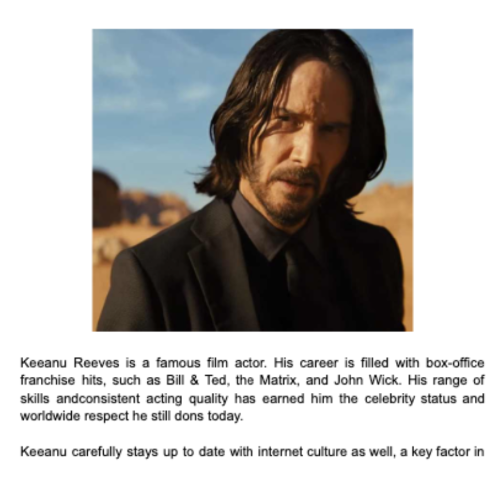 Keeanu Reeves is a famous film actor. His career is filled with box-office
franchise hits, such as Bill & Ted, the Matrix, and John Wick. His range of
skills andconsistent acting quality has earned him the celebrity status and
worldwide respect he still dons today.
Keeanu carefully stays up to date with internet culture as well, a key factor in